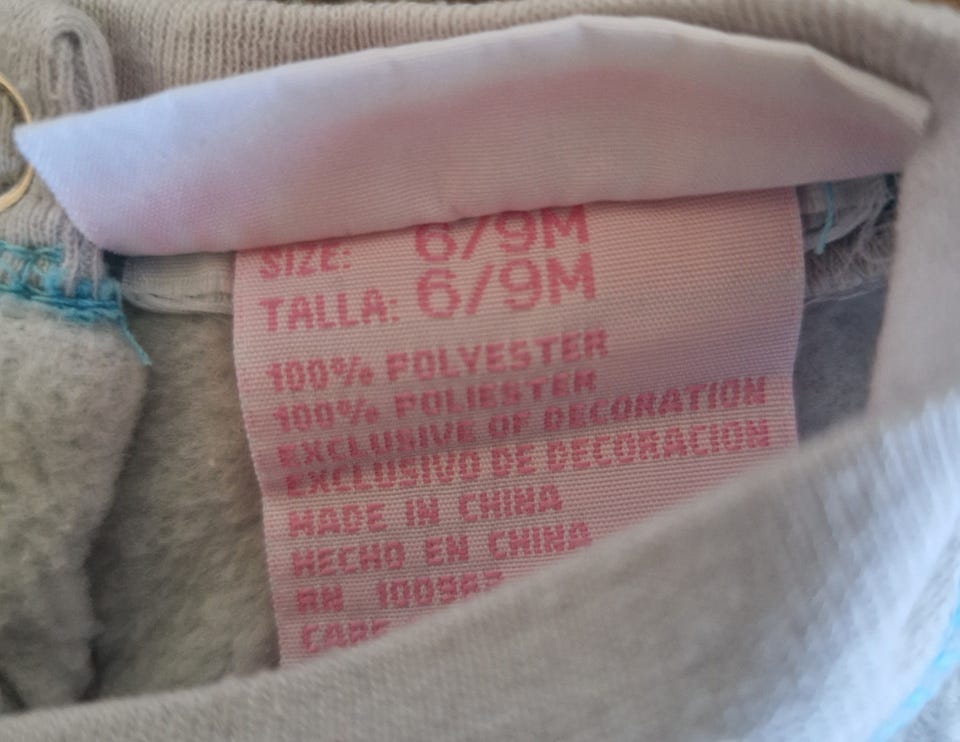 SIZE: 6/9M
TALLA: 6/9M
100% POLYESTER
100% POLIESTER
EXCLUSIVE OF DECORATION
EXCLUSIVO DE DECORACION
MADE IN CHINA
HECHO EN CHINA
RN
CARE